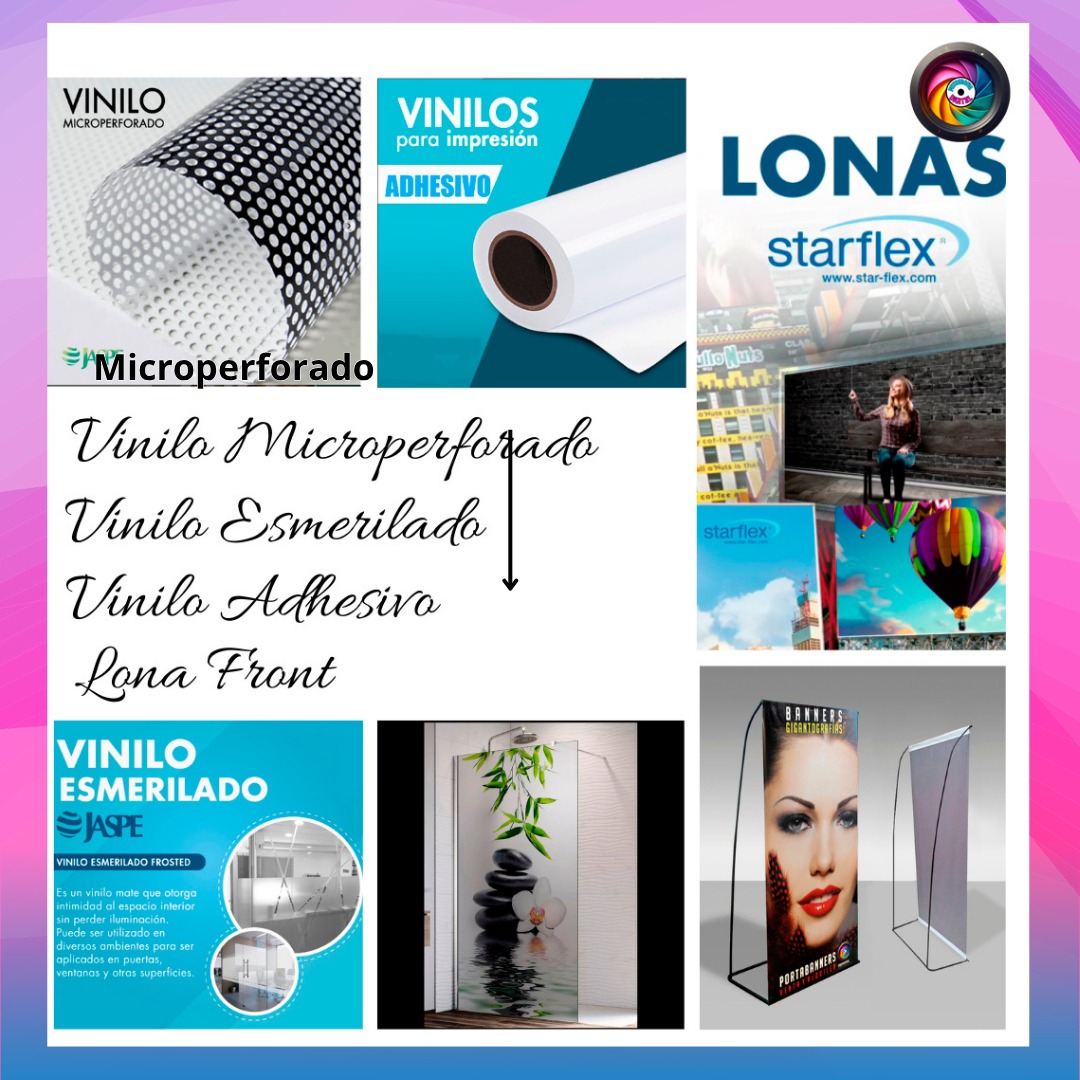 VINILO
MICROPERFORADO
JASPE
Microperforado
VINILOS
para impresión
ADHESIVO
LONAS
starflex
www.star-flex.com
ullo Nuts
starflex
Vinilo Microperforado
Vinilo Esmerilado
Vinilo Adhesivo
Lona Front
VINILO
ESMERILADO
JASPE
VINILO ESMERILADO FROSTED
Es un vinilo mate que otorga
intimidad al espacio interior
sin perder iluminación.
Puede ser utilizado en
diversos ambientes para ser
aplicados en puertas,
ventanas y otras superficies.
BANNERS
GIGANTOGRAFIAS
PORTABANNERS